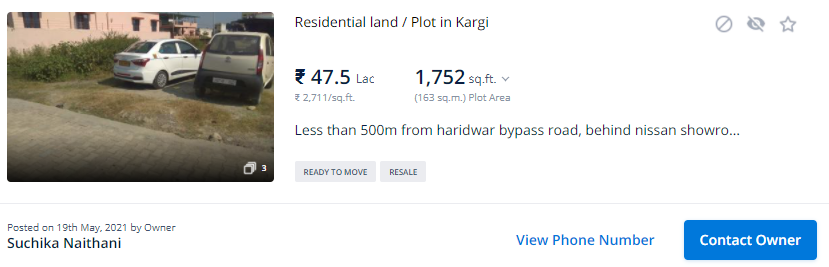 Residential land / Plot in Kargi
₹ 47.5 Lac
₹ 2,711/sq.ft.
1,752 sq.ft.
(163 sq.m.) Plot Area
Less than 500m from haridwar bypass road, behind nissan showro...
READY TO MOVE
RESALE
3
Posted on 19th May, 2021 by Owner
Suchika Naithani
View Phone Number
Contact Owner